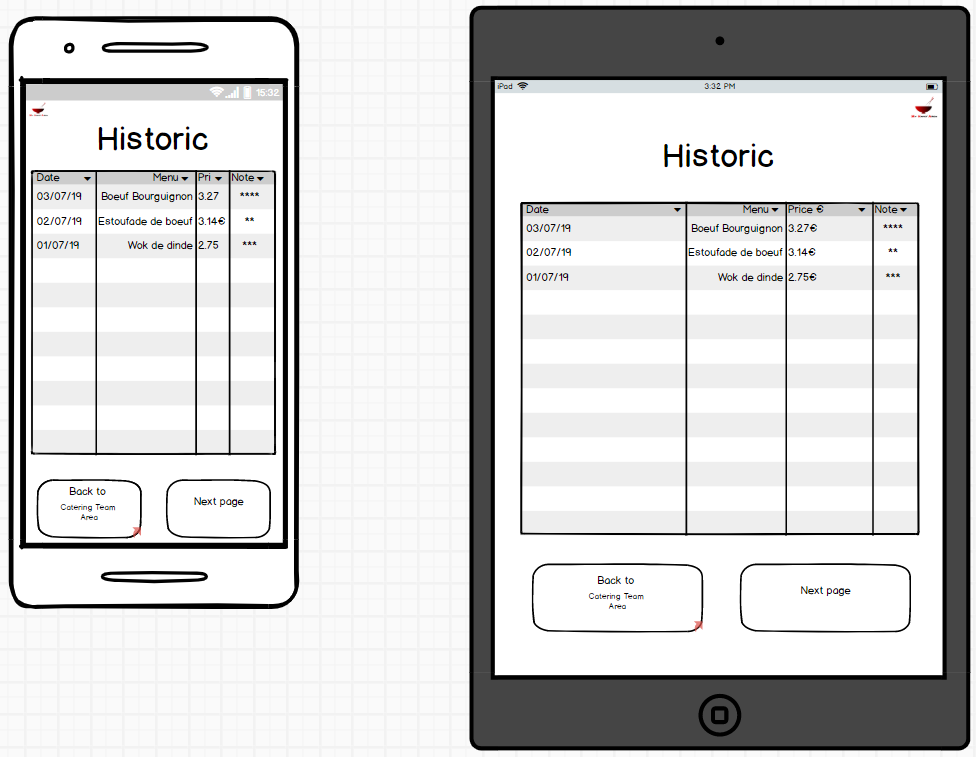 15:32
Historic
Date Menu Pri Note
03/07/19 Boeuf Bourguignon 3.27 ****
02/07/19 Estoufade de boeuf 3.14€ **
01/07/19 Wok de dinde 2.75 ***
Back to
Catering Team
Area
Next page
iPad 3:32 PM
Historic
Date Menu Price € Note
03/07/19 Boeuf Bourguignon 3.27€ ****
02/07/19 Estoufade de boeuf 3.14€ **
01/07/19 Wok de dinde 2.75€ ***
Back to
Catering Team
Area
Next page